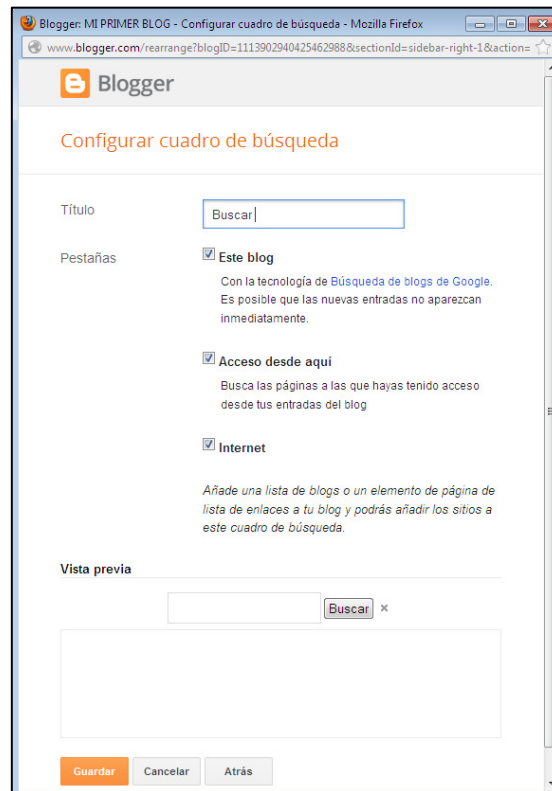 Blogger: MI PRIMER BLOG - Configurar cuadro de búsqueda - Mozilla Firefox
www.blogger.com/rearrange?blogID=1113902940425462988&sectionId=sidebar-right-1&action=
Blogger
Configurar cuadro de búsqueda
Título
Buscar
Pestañas
Este blog
Con la tecnología de Búsqueda de blogs de Google.
Es posible que las nuevas entradas no aparezcan
inmediatamente.
Acceso desde aquí
Busca las páginas a las que hayas tenido acceso
desde tus entradas del blog
Internet
Añade una lista de blogs o un elemento de página de
lista de enlaces a tu blog y podrás añadir los sitios a
este cuadro de búsqueda.
Vista previa
Buscar ×
Guardar Cancelar Atrás